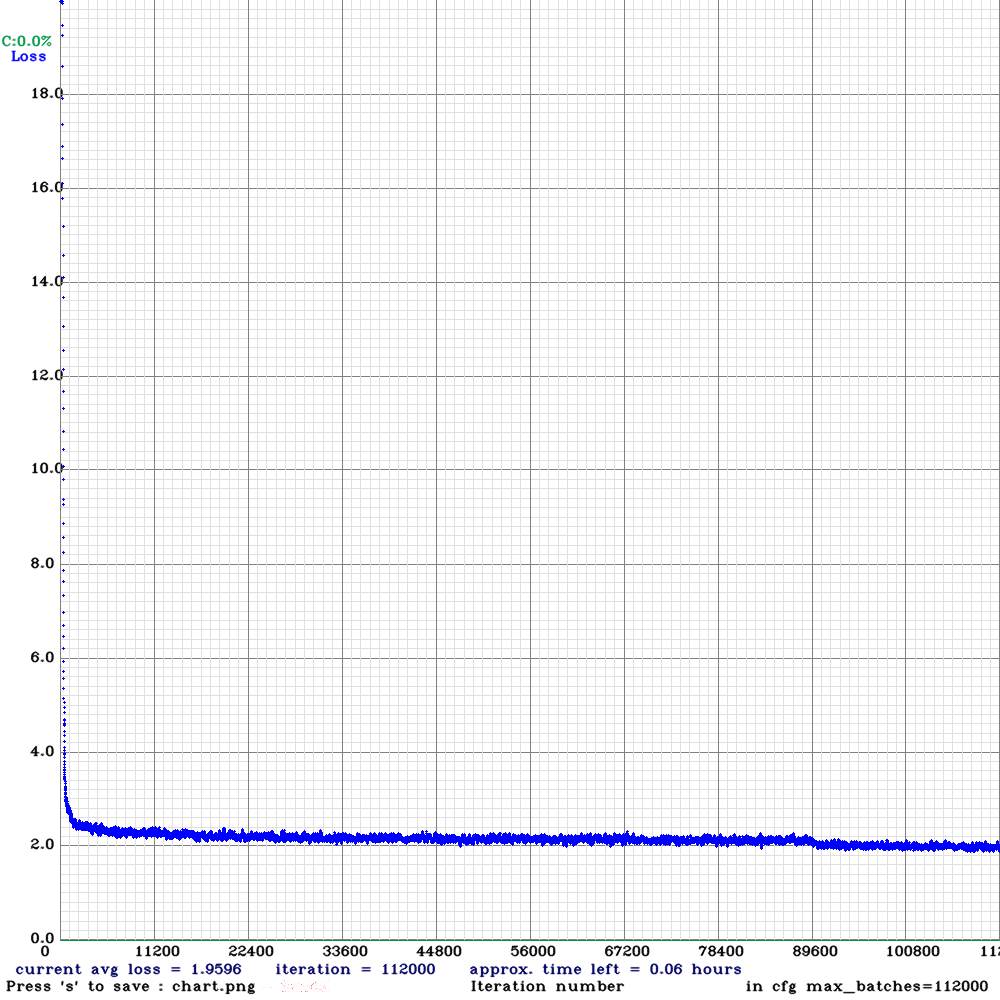 C:0.0%
Loss
18.0
16.0
14.0
12.0
10.0
8.0
6.0
4.0
2.0
0.0
0 11200 22400 33600 44800 56000 67200 78400 89600 100800 112
current avg loss = 1.9596 iteration = 112000 approx. time left = 0.06 hours
Press 's' to save : chart.png Iteration number in cfg max_batches=112000